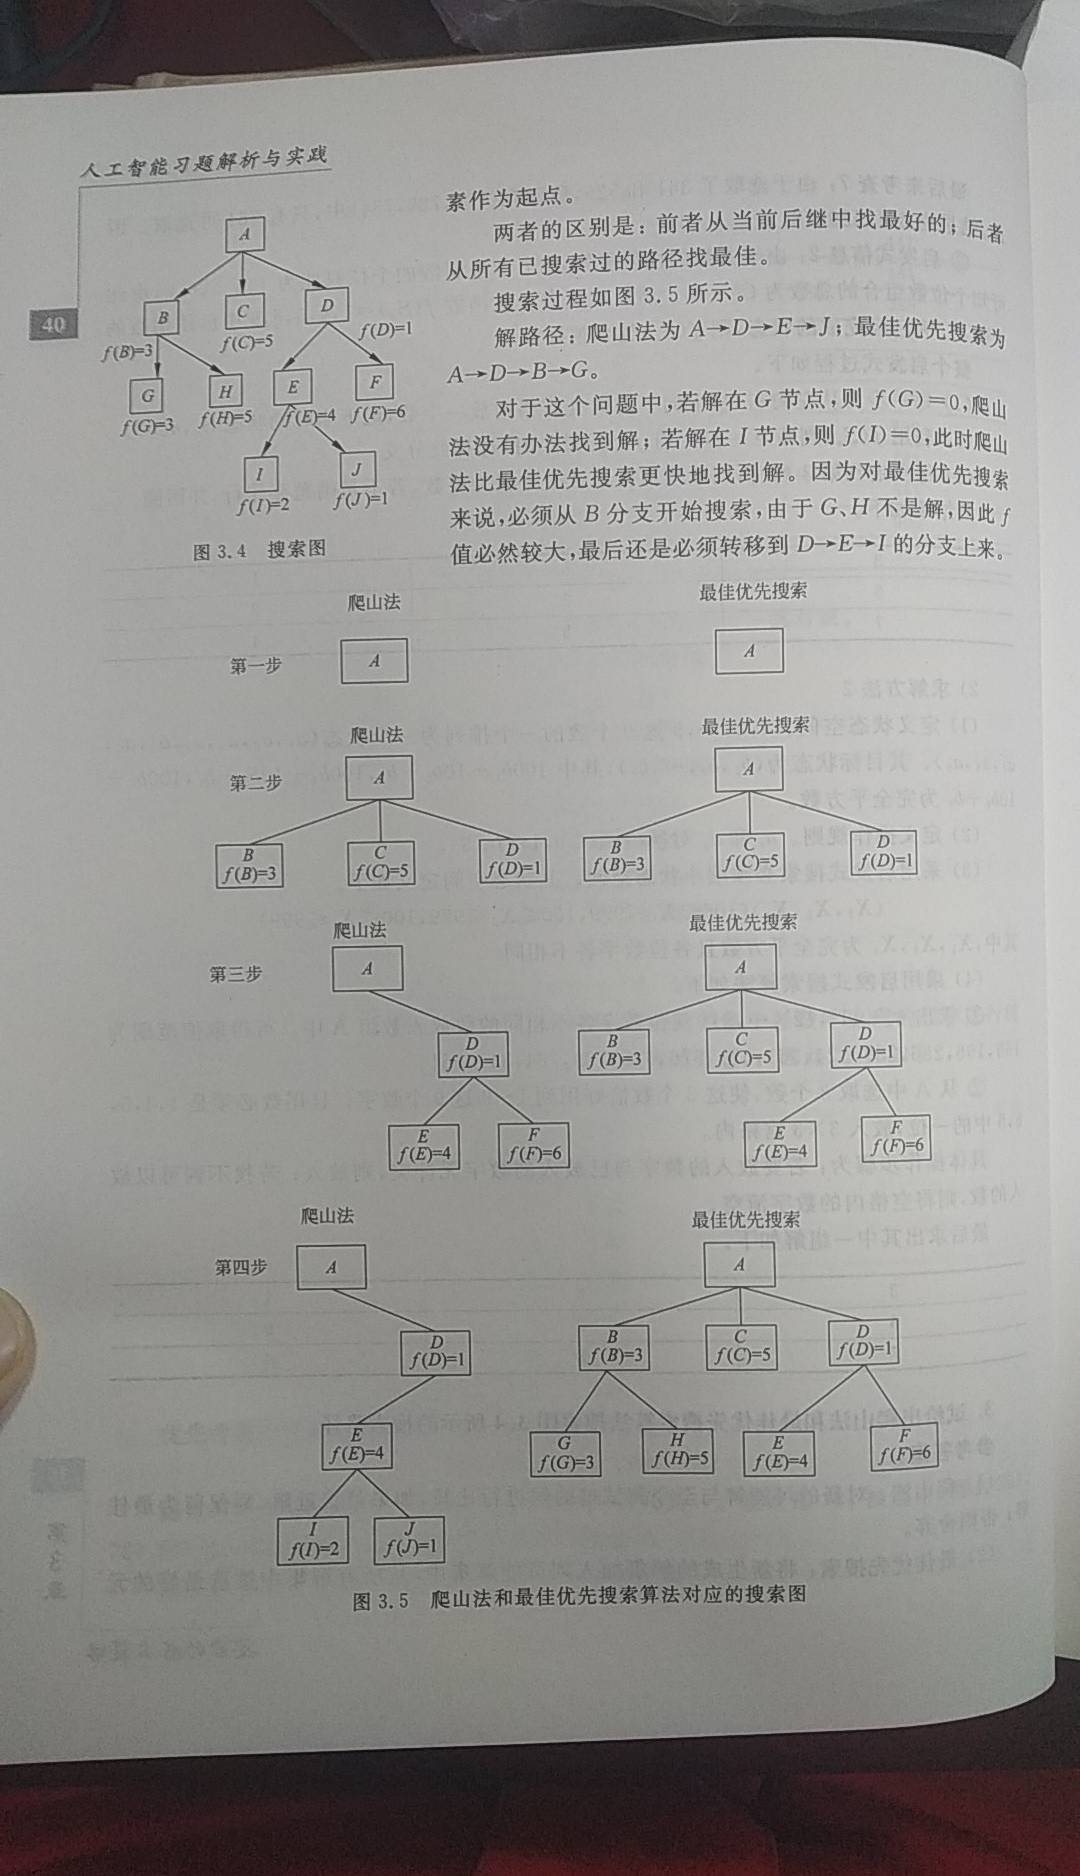 人工智能习题解析与实践
40
A
B
C
D
f(B)=3
f(C)=5
f(D)=1
G
H
E
F
f(G)=3
f(H)=5
f(E)=4
f(F)=6
I
J
f(I)=2
f(J)=1
图 3.4 搜索图
素作为起点。
两者的区别是：前者从当前后继中找最好的；后者
从所有已搜索过的路径找最佳。
搜索过程如图 3.5 所示。
解路径：爬山法为 A→D→E→J；最佳优先搜索为
A→D→B→G。
对于这个问题中，若解在 G 节点，则 f(G)=0，爬山
法没有办法找到解；若解在 I 节点，则 f(I)=0，此时爬山
法比最佳优先搜索更快地找到解。因为对最佳优先搜索
来说，必须从 B 分支开始搜索，由于 G、H 不是解，因此 f
值必然较大，最后还是必须转移到 D→E→I 的分支上来。
爬山法
最佳优先搜索
第一步
A
A
爬山法
最佳优先搜索
第二步
A
A
B
f(B)=3
C
f(C)=5
D
f(D)=1
B
f(B)=3
C
f(C)=5
D
f(D)=1
爬山法
最佳优先搜索
第三步
A
A
D
f(D)=1
B
f(B)=3
C
f(C)=5
D
f(D)=1
E
f(E)=4
F
f(F)=6
E
f(E)=4
F
f(F)=6
爬山法
最佳优先搜索
第四步
A
A
D
f(D)=1
B
f(B)=3
C
f(C)=5
D
f(D)=1
E
f(E)=4
G
f(G)=3
H
f(H)=5
E
f(E)=4
F
f(F)=6
I
f(I)=2
J
f(J)=1
图 3.5 爬山法和最佳优先搜索算法对应的搜索图